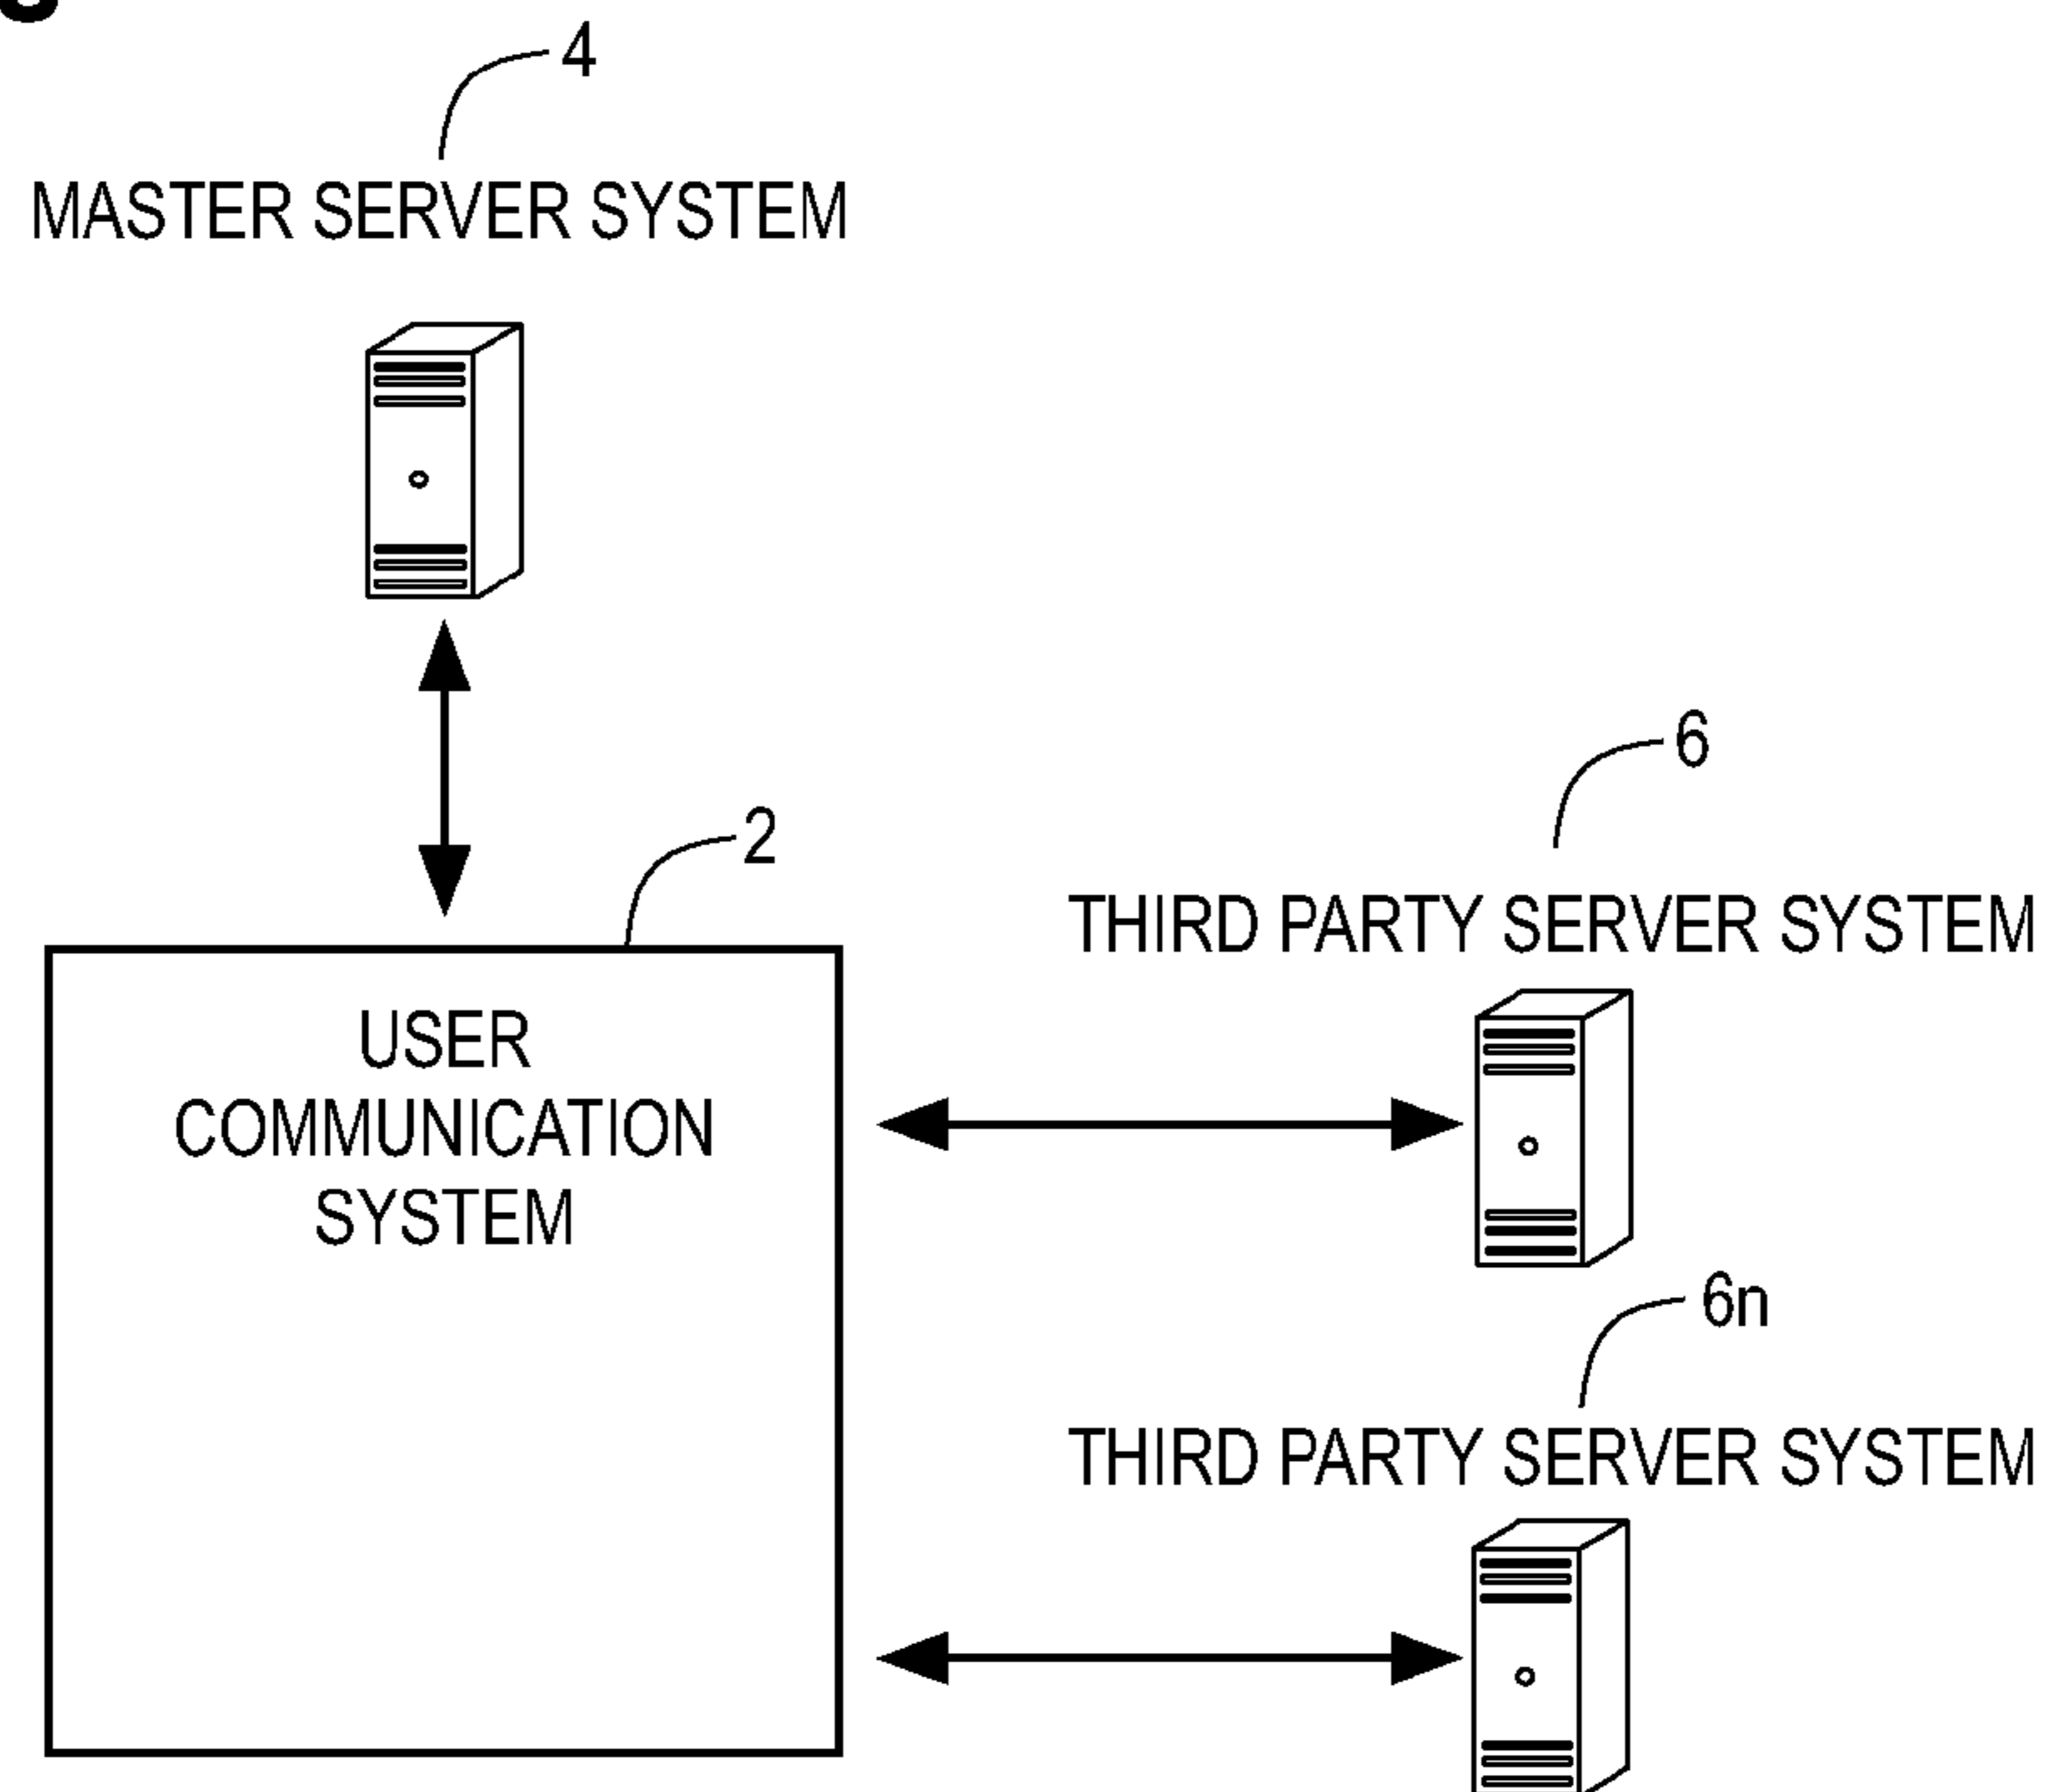 4
MASTER SERVER SYSTEM
2
6
THIRD PARTY SERVER SYSTEM
USER
COMMUNICATION
SYSTEM
6n
THIRD PARTY SERVER SYSTEM